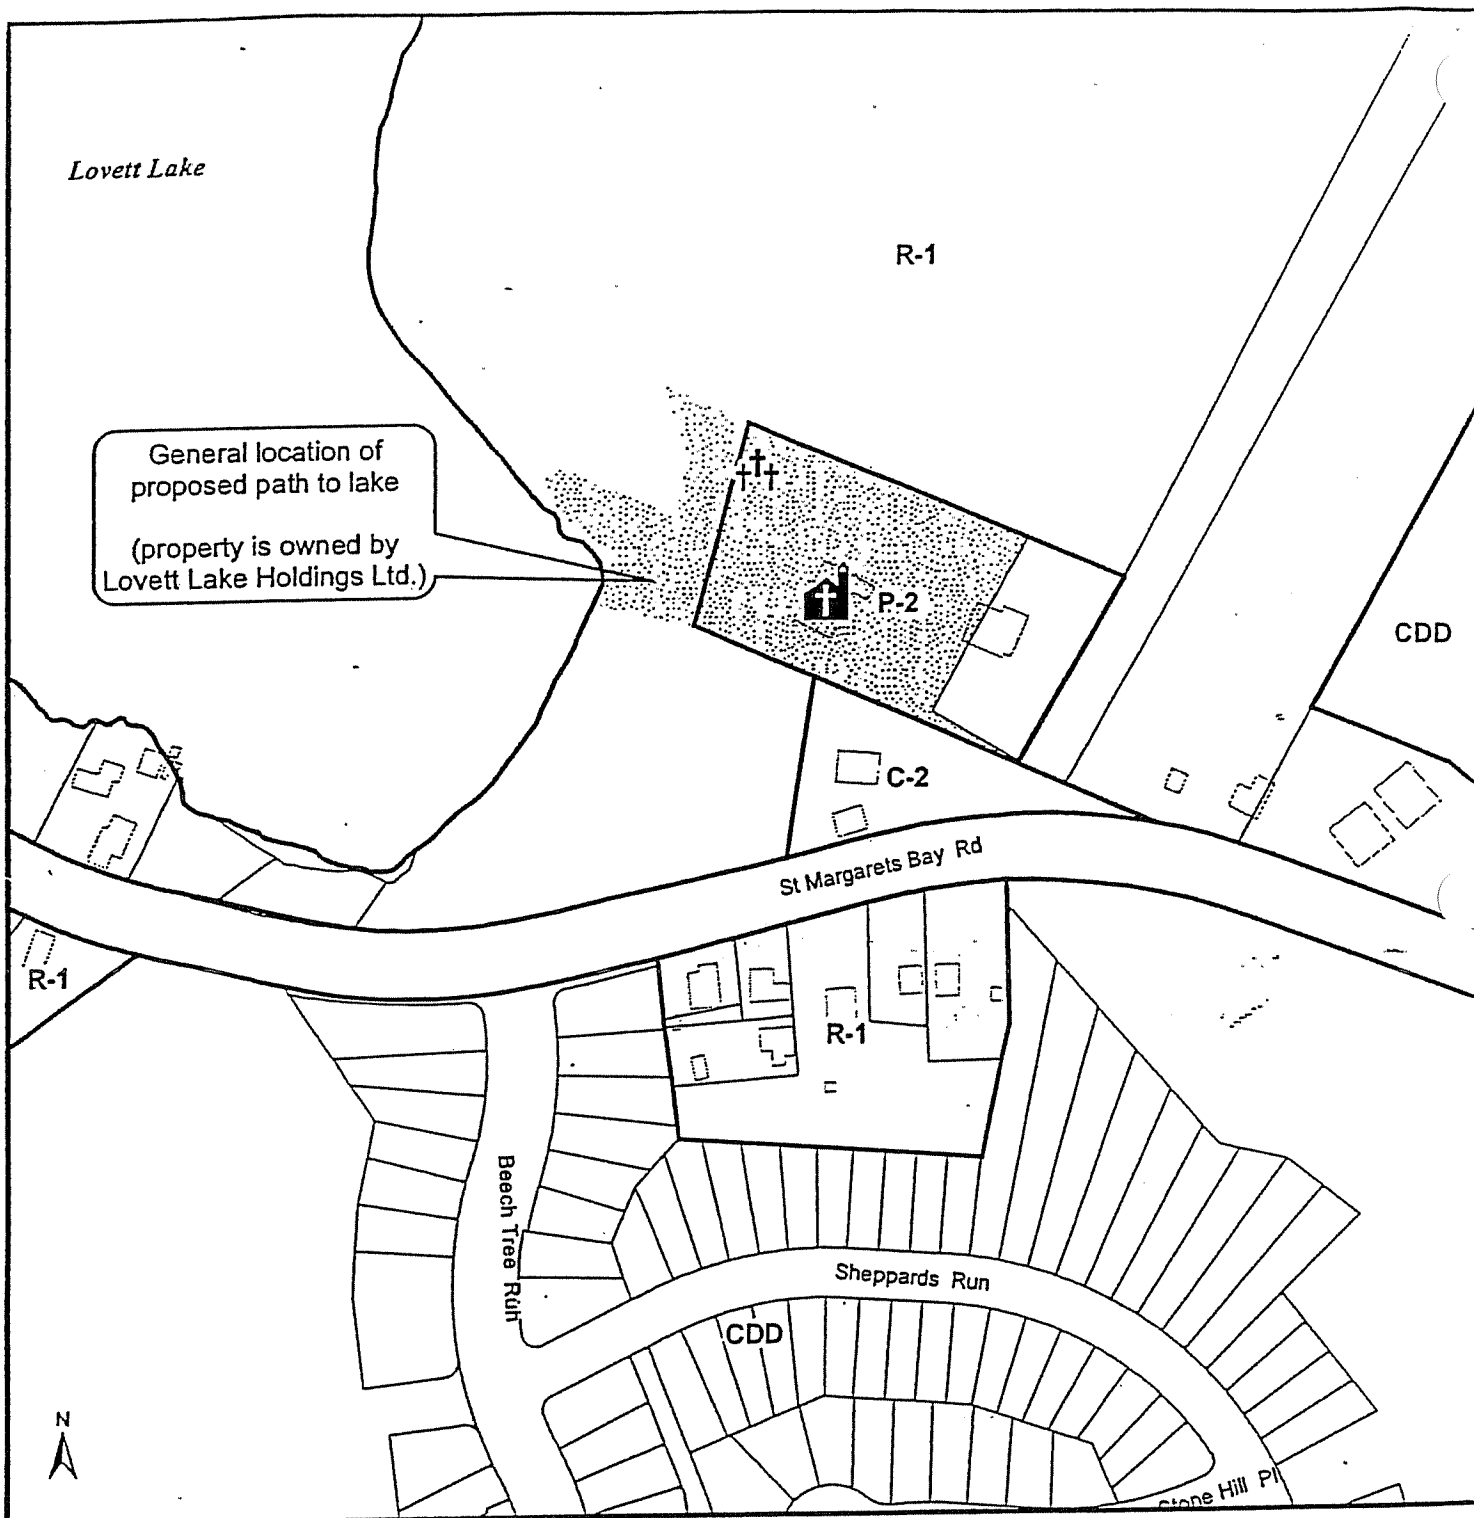 Lovett Lake
R-1
General location of
proposed path to lake
(property is owned by
Lovett Lake Holdings Ltd.)
P-2
CDD
C-2
St Margarets Bay Rd
R-1
R-1
Beech Tree Run
Sheppards Run
CDD
N
Stone Hill Pl